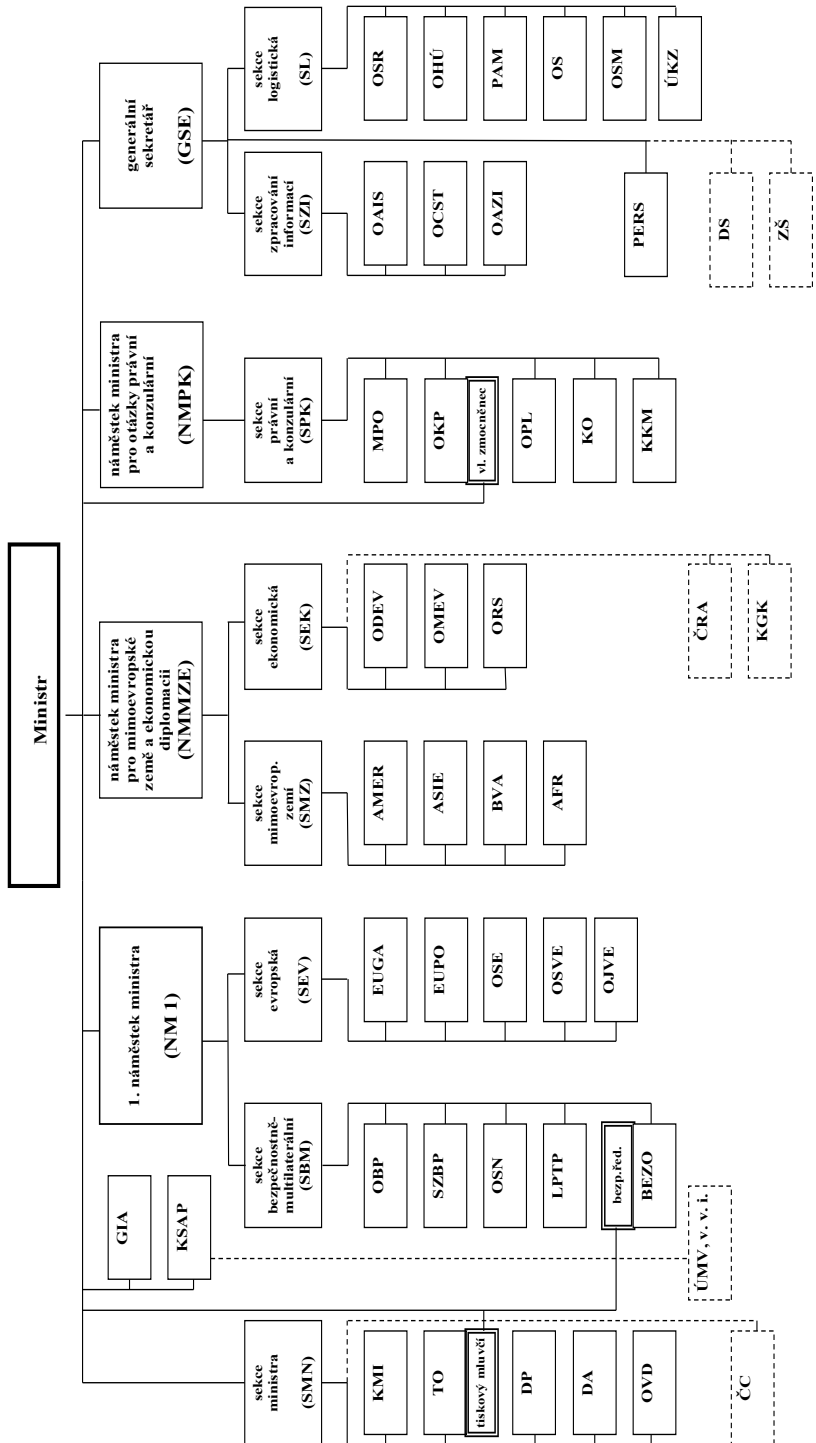 Ministr
sekce
ministra
(SMN)
KMI
TO
tiskový mluvčí
DP
DA
OVD
ČC
GIA
KSAP
ÚMV, v. v. i.
1. náměstek ministra
(NM 1)
sekce
bezpečnostně-
multilaterální
(SBM)
OBP
SZBP
OSN
LPTP
bezp.řed.
BEZO
sekce
evropská
(SEV)
EUGA
EUPO
OSE
OSVE
OJVE
náměstek ministra
pro mimoevropské
země a ekonomickou
diplomacii
(NMMZE)
sekce
mimoevrop.
zemí
(SMZ)
AMER
ASIE
BVA
AFR
sekce
ekonomická
(SEK)
ODEV
OMEV
ORS
ČRA
KGK
náměstek ministra
pro otázky právní
a konzulární
(NMPK)
sekce
právní
a konzulární
(SPK)
MPO
OKP
vl. zmocněnec
OPL
KO
KKM
generální
sekretář
(GSE)
sekce
zpracování
informací
(SZI)
OAIS
OCST
OAZI
PERS
DS
ZŠ
sekce
logistická
(SL)
OSR
OHÚ
PAM
OS
OSM
ÚKZ